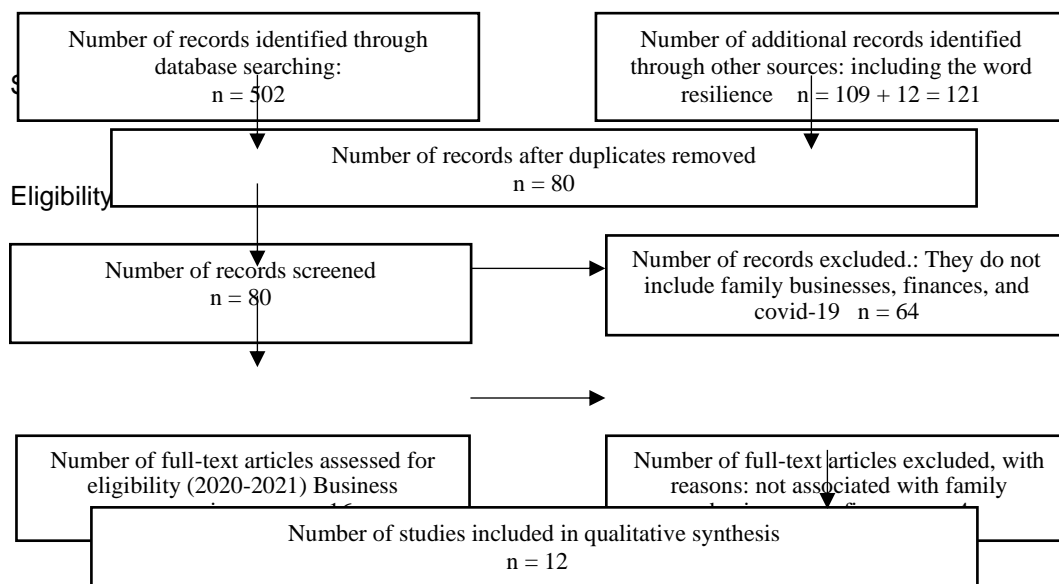 Number of records identified through
database searching:
n = 502
Number of additional records identified
through other sources: including the word
resilience n = 109 + 12 = 121
Number of records after duplicates removed
n = 80
Eligibility
Number of records screened
n = 80
Number of records excluded.: They do not
include family businesses, finances, and
covid-19 n = 64
Number of full-text articles assessed for
eligibility (2020-2021) Business
Number of full-text articles excluded, with
reasons: not associated with family
Number of studies included in qualitative synthesis
n = 12